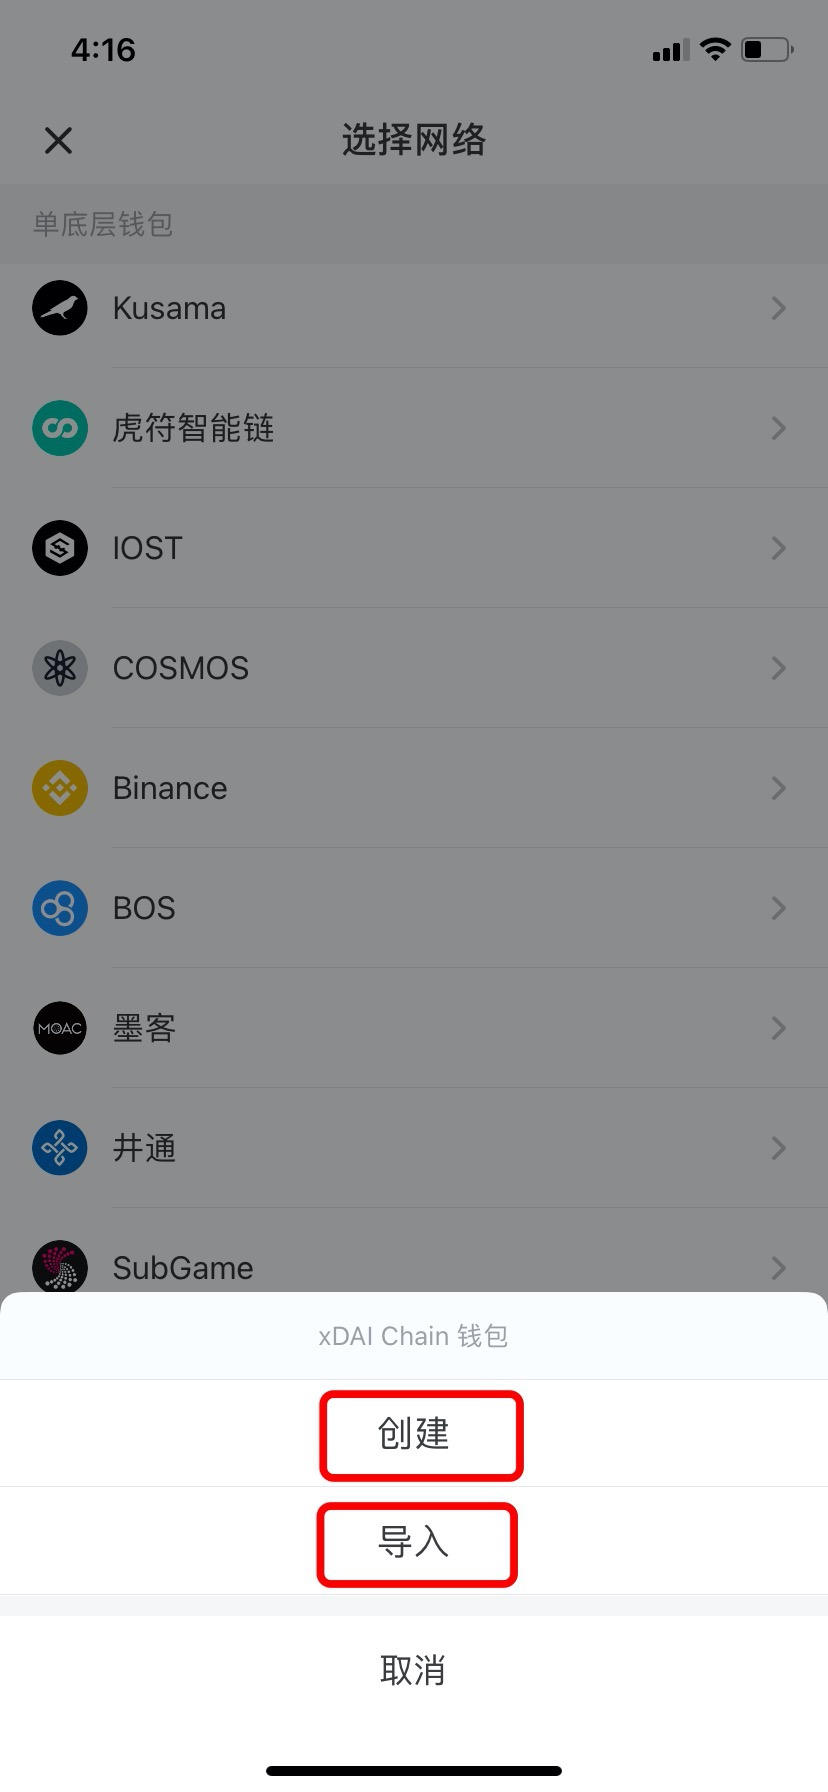 4:16
选择网络
单底层钱包
Kusama
虎符智能链
IOST
COSMOS
Binance
BOS
MOAC
墨客
井通
SubGame
xDAI Chain 钱包
创建
导入
取消